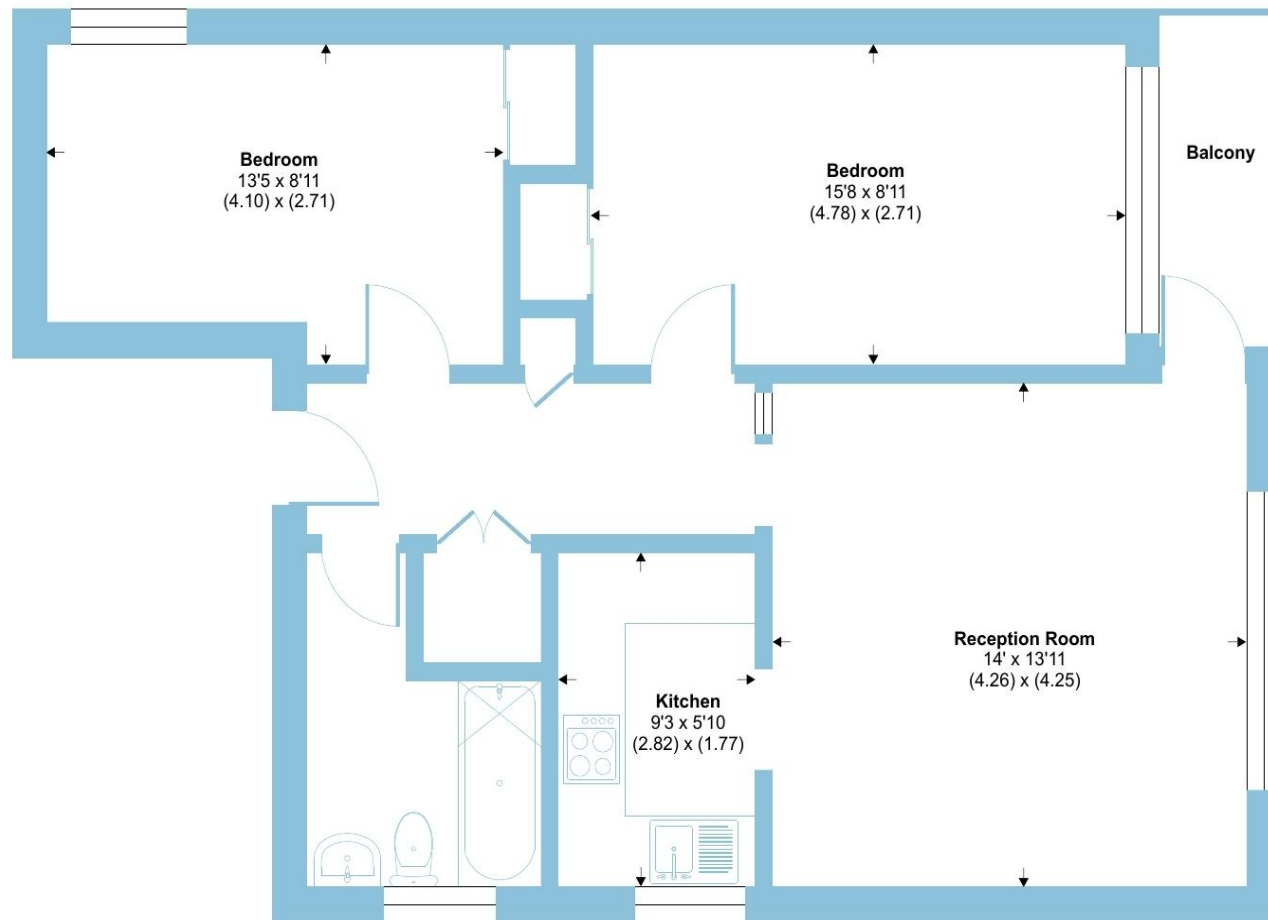 Bedroom
13'5 x 8'11
(4.10) x (2.71)
Bedroom
15'8 x 8'11
(4.78) x (2.71)
Balcony
Reception Room
14' x 13'11
(4.26) x (4.25)
Kitchen
9'3 x 5'10
(2.82) x (1.77)